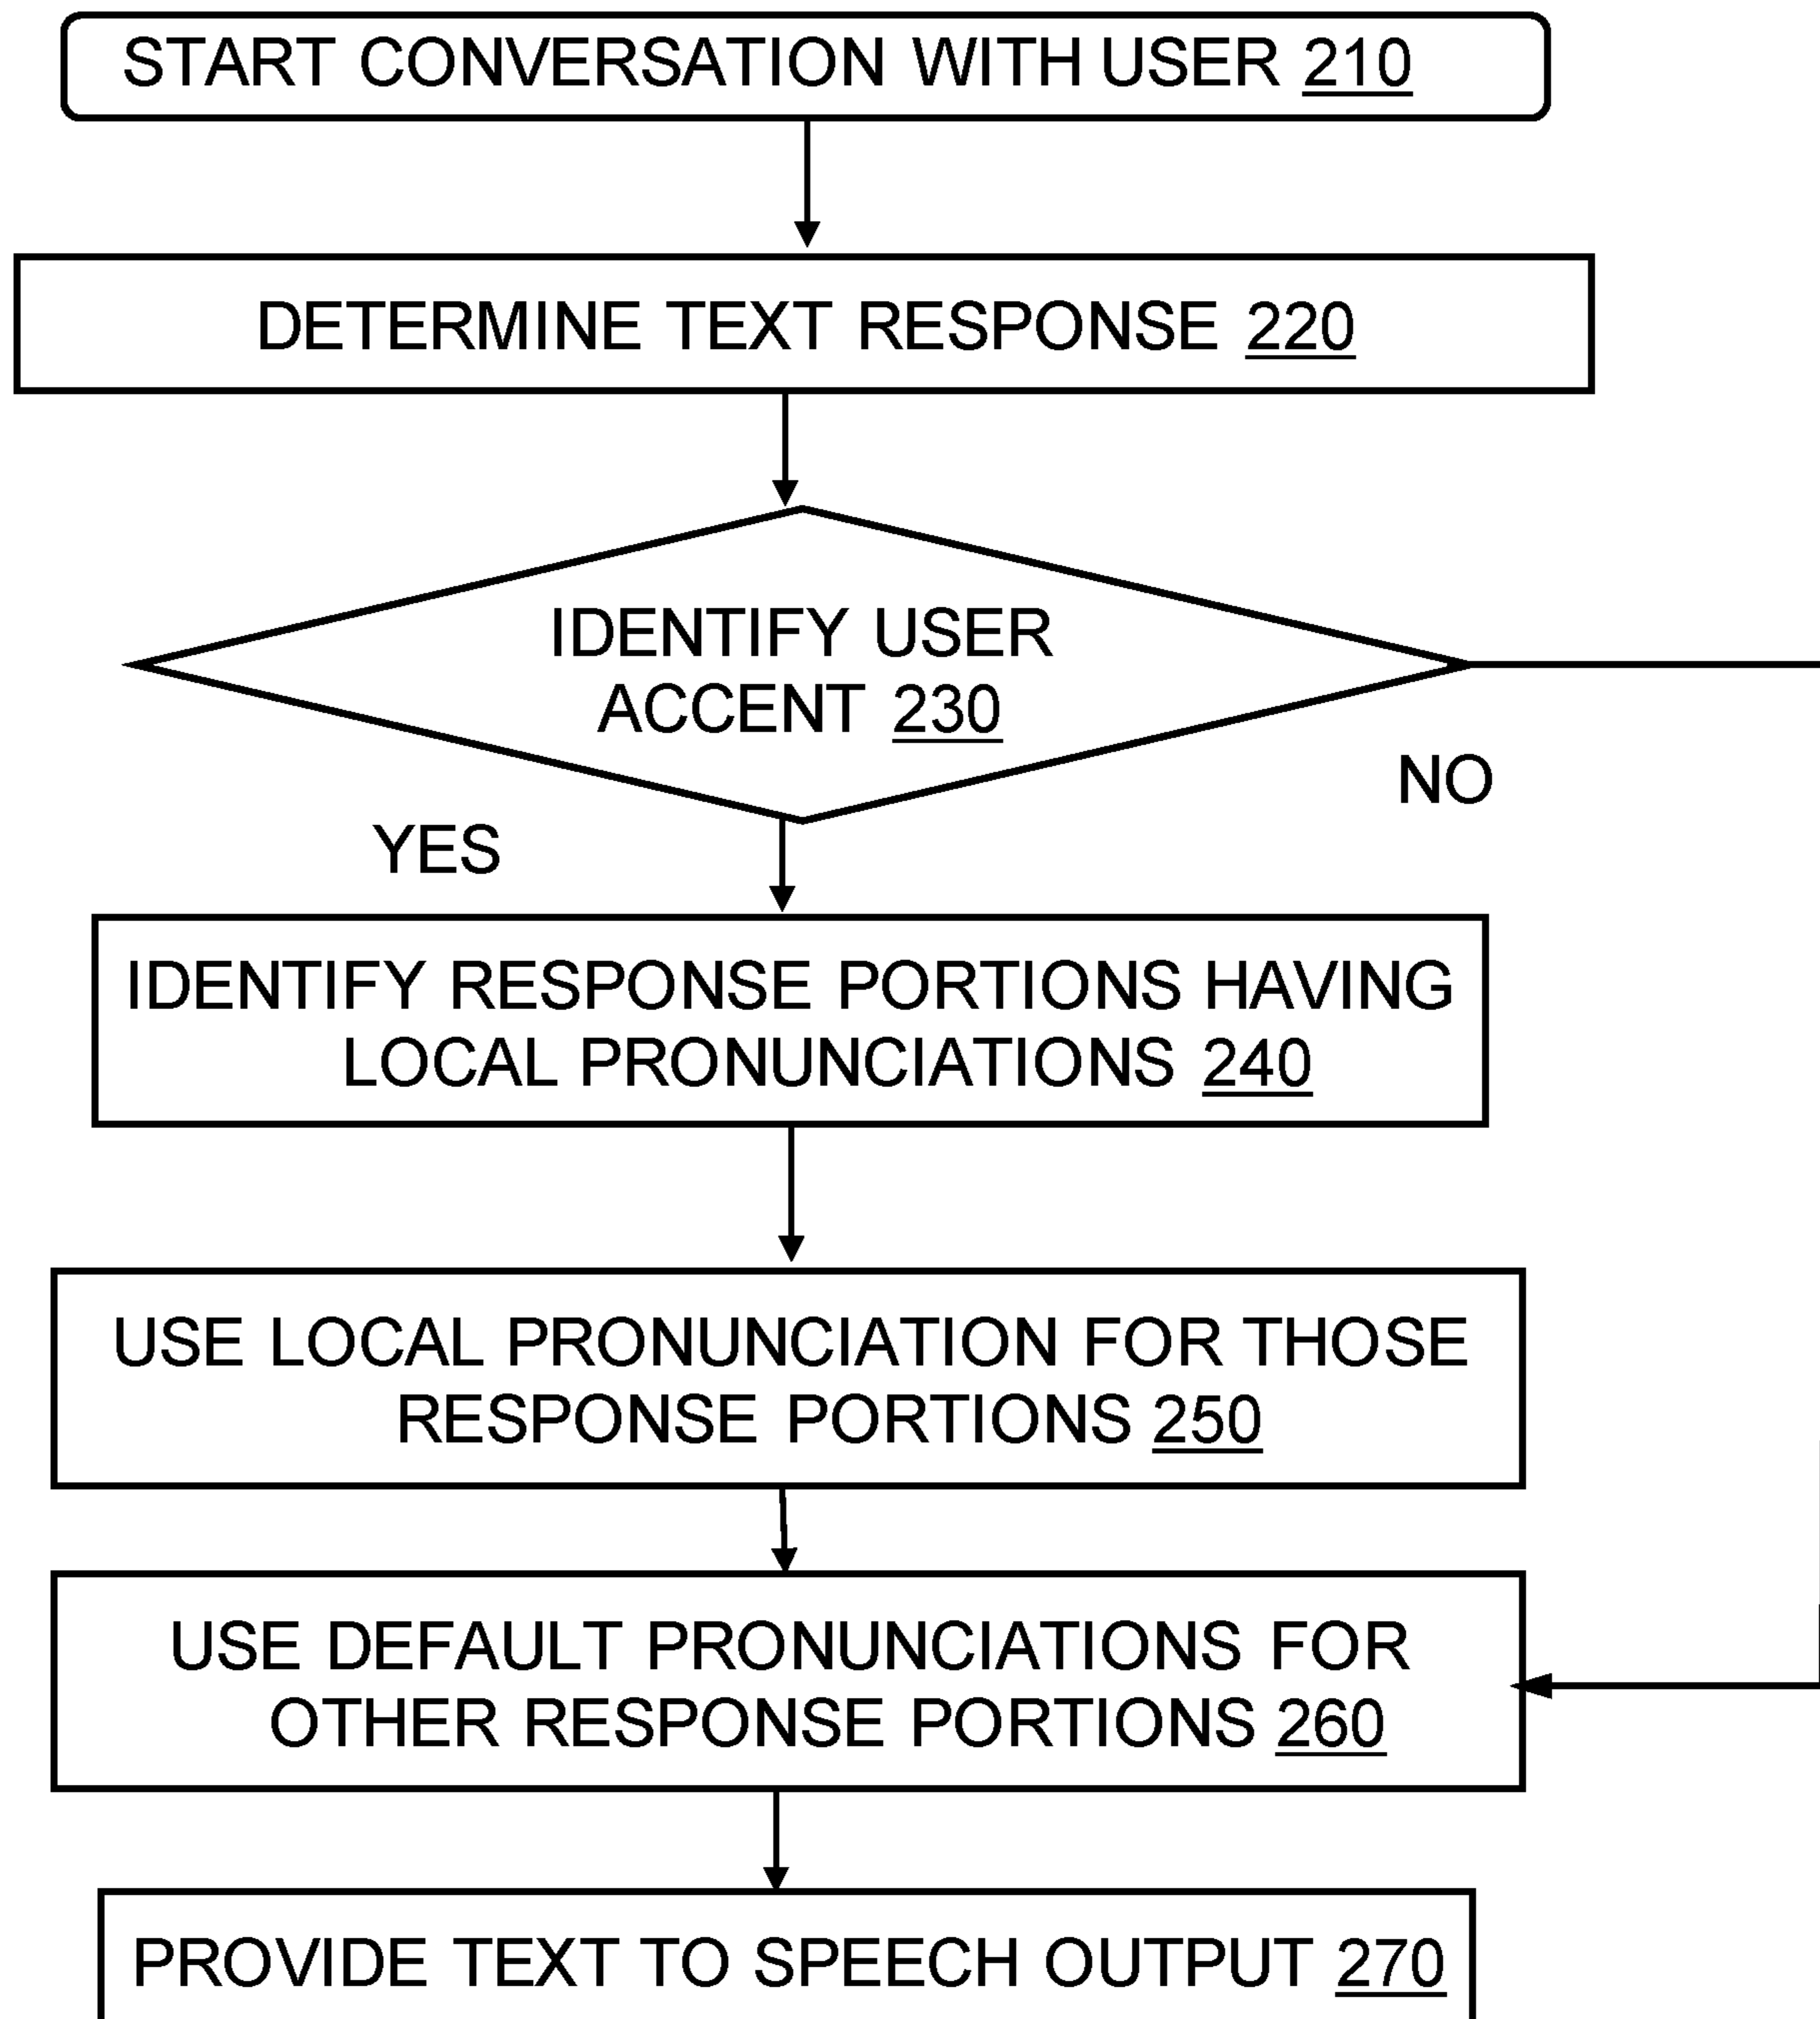 START CONVERSATION WITH USER 210
DETERMINE TEXT RESPONSE 220
IDENTIFY USER
ACCENT 230
NO
YES
IDENTIFY RESPONSE PORTIONS HAVING
LOCAL PRONUNCIATIONS 240
USE LOCAL PRONUNCIATION FOR THOSE
RESPONSE PORTIONS 250
USE DEFAULT PRONUNCIATIONS FOR
OTHER RESPONSE PORTIONS 260
PROVIDE TEXT TO SPEECH OUTPUT 270